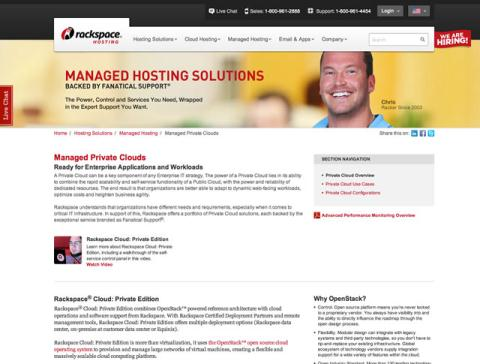 Live Chat Sales: 1-800-961-2888 Support: 1-800-961-4454 Login
rackspace
HOSTING
Hosting Solutions Cloud Hosting Managed Hosting Email & Apps Company
Search
WE ARE
HIRING!
Live Chat
MANAGED HOSTING SOLUTIONS
BACKED BY FANATICAL SUPPORT®
The Power, Control and Services You Need, Wrapped
in the Expert Support You Want.
Chris
Racker Since 2003
Home / Hosting Solutions / Managed Hosting / Managed Private Clouds
Share this on:
Managed Private Clouds
Ready for Enterprise Applications and Workloads
A Private Cloud can be a key component of any Enterprise IT strategy. The power of a Private Cloud lies in its ability
to combine the rapid scalability and self-service functionality of a Public Cloud, with the power and reliability of
dedicated resources. The end result is that organizations are better able to adapt to dynamic web-facing workloads,
optimize costs and heighten business agility.
Rackspace understands that organizations have different needs and requirements, especially when it comes to
critical IT infrastructure. In support of this, Rackspace offers a portfolio of Private Cloud solutions, each backed by the
exceptional service branded as Fanatical Support®.
SECTION NAVIGATION
Private Cloud Overview
Private Cloud Use Cases
Private Cloud Configurations
Advanced Performance Monitoring Overview
Rackspace Cloud: Private Edition
Learn more about Rackspace Cloud: Private
Edition, including a walkthrough of the self-
service control panel in this video.
Watch Video
Rackspace® Cloud: Private Edition
Rackspace® Cloud: Private Edition combines OpenStack™ powered reference architecture with cloud
operations and software support from Rackspace. With Rackspace Certified Deployment Partners and remote
management tools, Rackspace Cloud: Private Edition offers multiple deployment options (Rackspace data
center, on-premise at customer data center or Equinix).
Rackspace Cloud: Private Edition is more than virtualization, it uses the OpenStack™ open source cloud
operating system to provision and manage large networks of virtual machines, creating a flexible and
massively scalable cloud computing platform.
Why OpenStack?
Control. Open source platform means you're never locked
to a proprietary vendor. You always have visibility into and
the ability to directly influence the roadmap through the
open design process.
Flexibility. Modular design can integrate with legacy
systems and third-party technologies, so you don't have to
rip-and-replace your existing infrastructure. Global
ecosystem of technology vendors supply integration
support for a wide variety of features within the cloud.